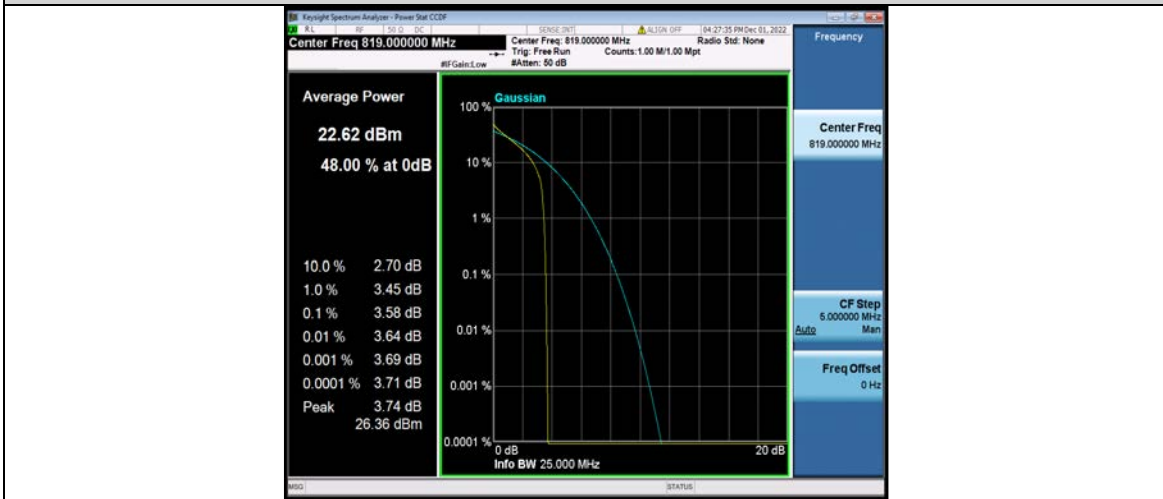 Keysight Spectrum Analyzer - Power Stat CCDF
RL RF 50 Ω DC SENSE:INT ALIGN OFF 04:27:35 PM Dec 01, 2022
Center Freq 819.000000 MHz
Center Freq: 819.000000 MHz Radio Std: None
Trig: Free Run Counts:1.00 M/1.00 Mpt
#IFGain:Low #Atten: 50 dB
Frequency
Average Power
22.62 dBm
48.00 % at 0dB
10.0 % 2.70 dB
1.0 % 3.45 dB
0.1 % 3.58 dB
0.01 % 3.64 dB
0.001 % 3.69 dB
0.0001 % 3.71 dB
Peak 3.74 dB
26.36 dBm
Gaussian
100 %
10 %
1 %
0.1 %
0.01 %
0.001 %
0.0001 %
0 dB 20 dB
Info BW 25.000 MHz
Center Freq
819.000000 MHz
CF Step
5.000000 MHz
Auto Man
Freq Offset
0 Hz
MSG STATUS